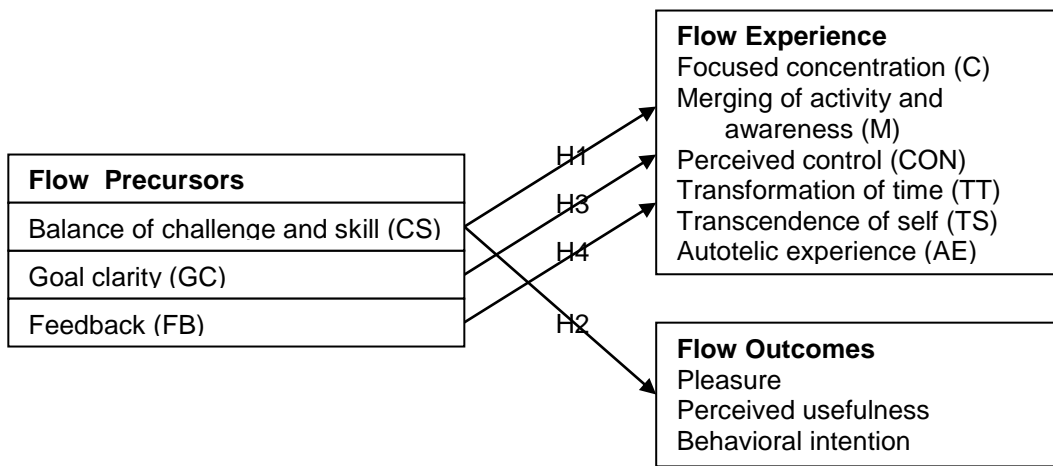 Flow Precursors
Balance of challenge and skill (CS)
Goal clarity (GC)
Feedback (FB)
H1
H3
H4
H2
Flow Experience
Focused concentration (C)
Merging of activity and
awareness (M)
Perceived control (CON)
Transformation of time (TT)
Transcendence of self (TS)
Autotelic experience (AE)
Flow Outcomes
Pleasure
Perceived usefulness
Behavioral intention